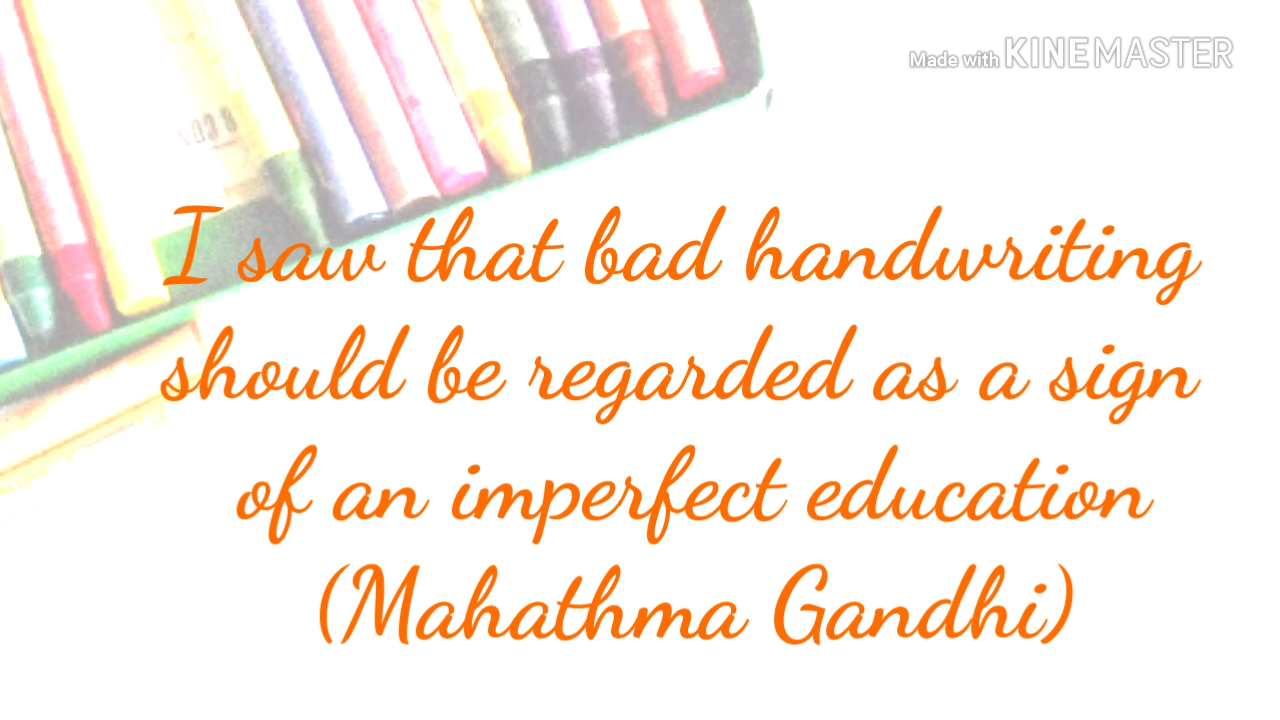 Made with KINEMASTER
I saw that bad handwriting
should be regarded as a sign
of an imperfect education
(Mahathma Gandhi)